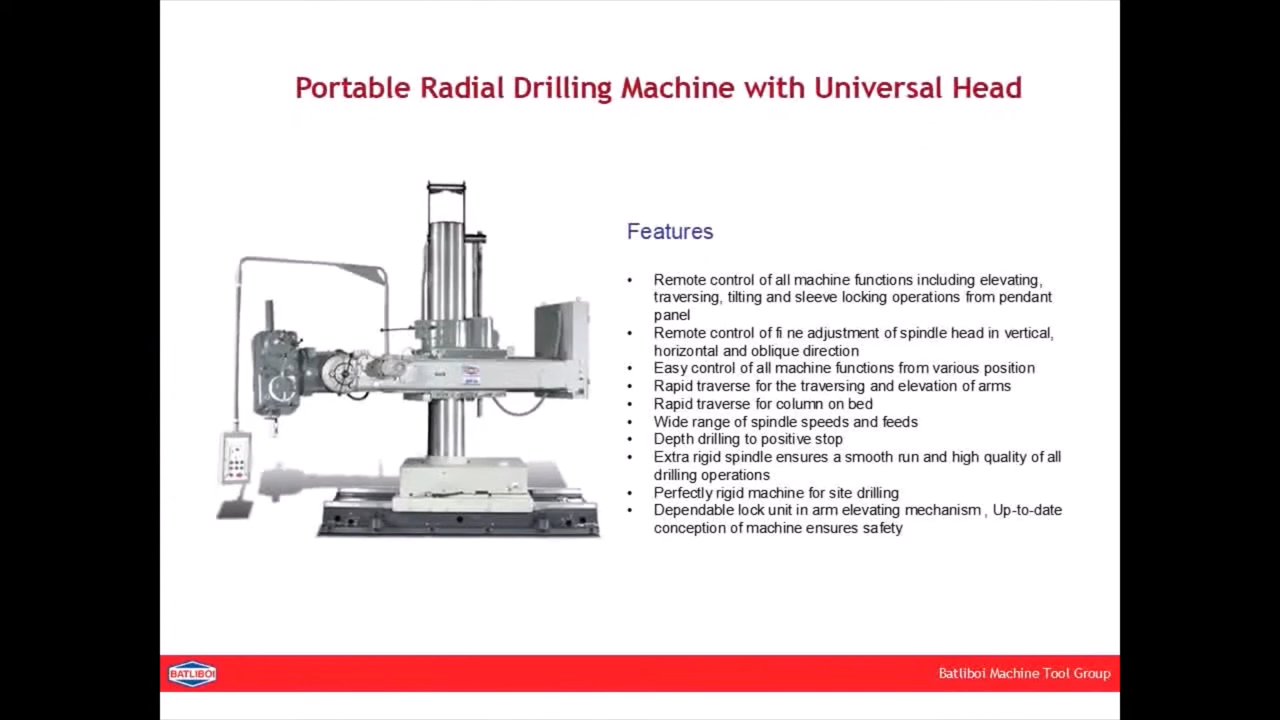 Portable Radial Drilling Machine with Universal Head
Features
• Remote control of all machine functions including elevating,
traversing, tilting and sleeve locking operations from pendant
panel
• Remote control of fi ne adjustment of spindle head in vertical,
horizontal and oblique direction
• Easy control of all machine functions from various position
• Rapid traverse for the traversing and elevation of arms
• Rapid traverse for column on bed
• Wide range of spindle speeds and feeds
• Depth drilling to positive stop
• Extra rigid spindle ensures a smooth run and high quality of all
drilling operations
• Perfectly rigid machine for site drilling
• Dependable lock unit in arm elevating mechanism , Up-to-date
conception of machine ensures safety
BATLIBOI
Batliboi Machine Tool Group